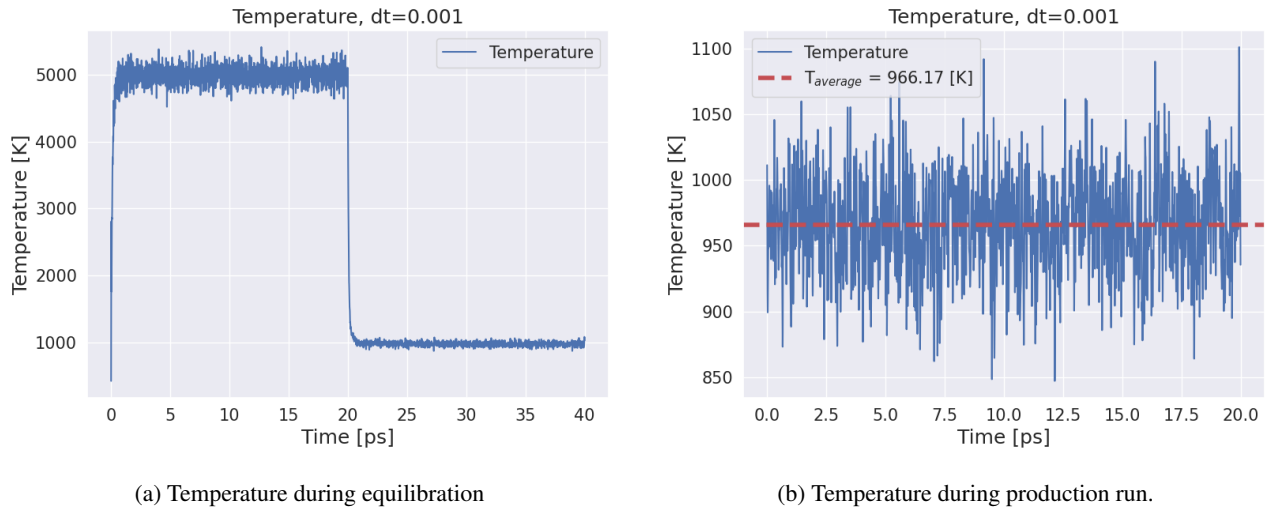 Temperature, dt=0.001
Temperature
5000
4000
3000
2000
1000
Temperature [K]
0 5 10 15 20 25 30 35 40
Time [ps]
(a) Temperature during equilibration
Temperature, dt=0.001
Temperature
T_average = 966.17 [K]
1100
1050
1000
950
900
850
Temperature [K]
0.0 2.5 5.0 7.5 10.0 12.5 15.0 17.5 20.0
Time [ps]
(b) Temperature during production run.